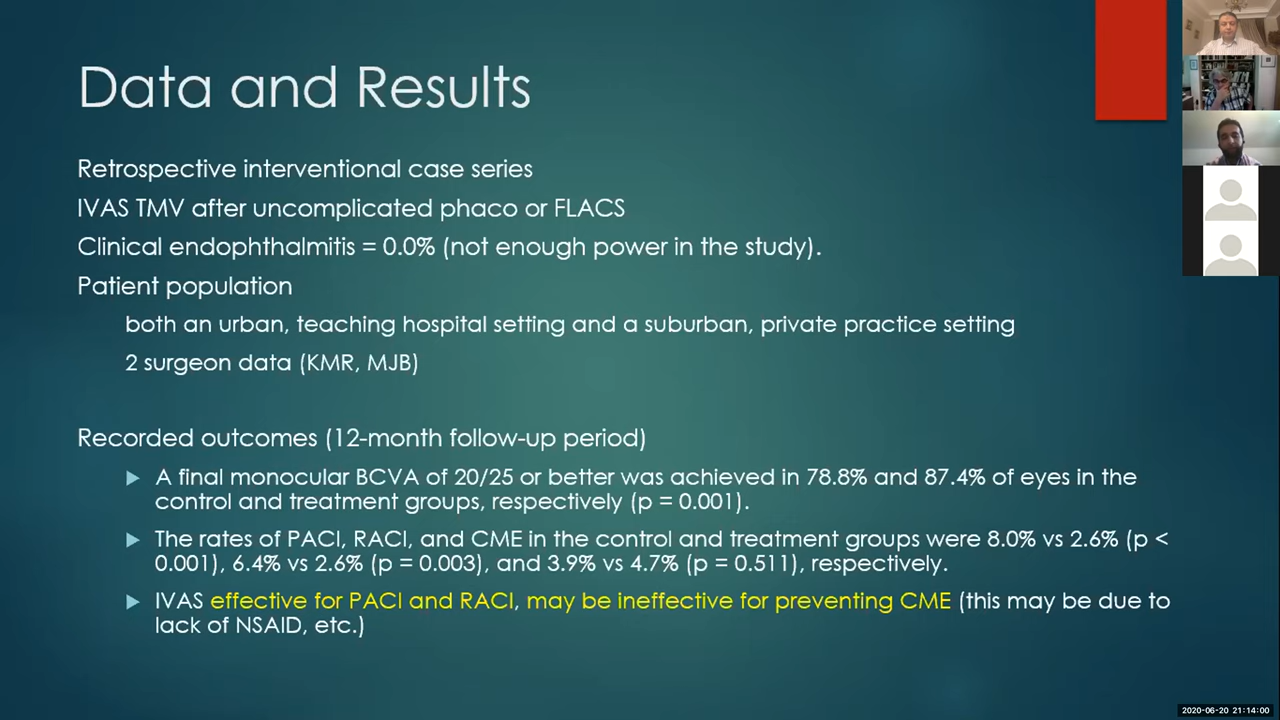 Data and Results
Retrospective interventional case series
IVAS TMV after uncomplicated phaco or FLACS
Clinical endophthalmitis = 0.0% (not enough power in the study).
Patient population
both an urban, teaching hospital setting and a suburban, private practice setting
2 surgeon data (KMR, MJB)
Recorded outcomes (12-month follow-up period)
A final monocular BCVA of 20/25 or better was achieved in 78.8% and 87.4% of eyes in the
control and treatment groups, respectively (p = 0.001).
The rates of PACI, RACI, and CME in the control and treatment groups were 8.0% vs 2.6% (p <
0.001), 6.4% vs 2.6% (p = 0.003), and 3.9% vs 4.7% (p = 0.511), respectively.
IVAS effective for PACI and RACI, may be ineffective for preventing CME (this may be due to
lack of NSAID, etc.)
2020-06-20 21:14:00